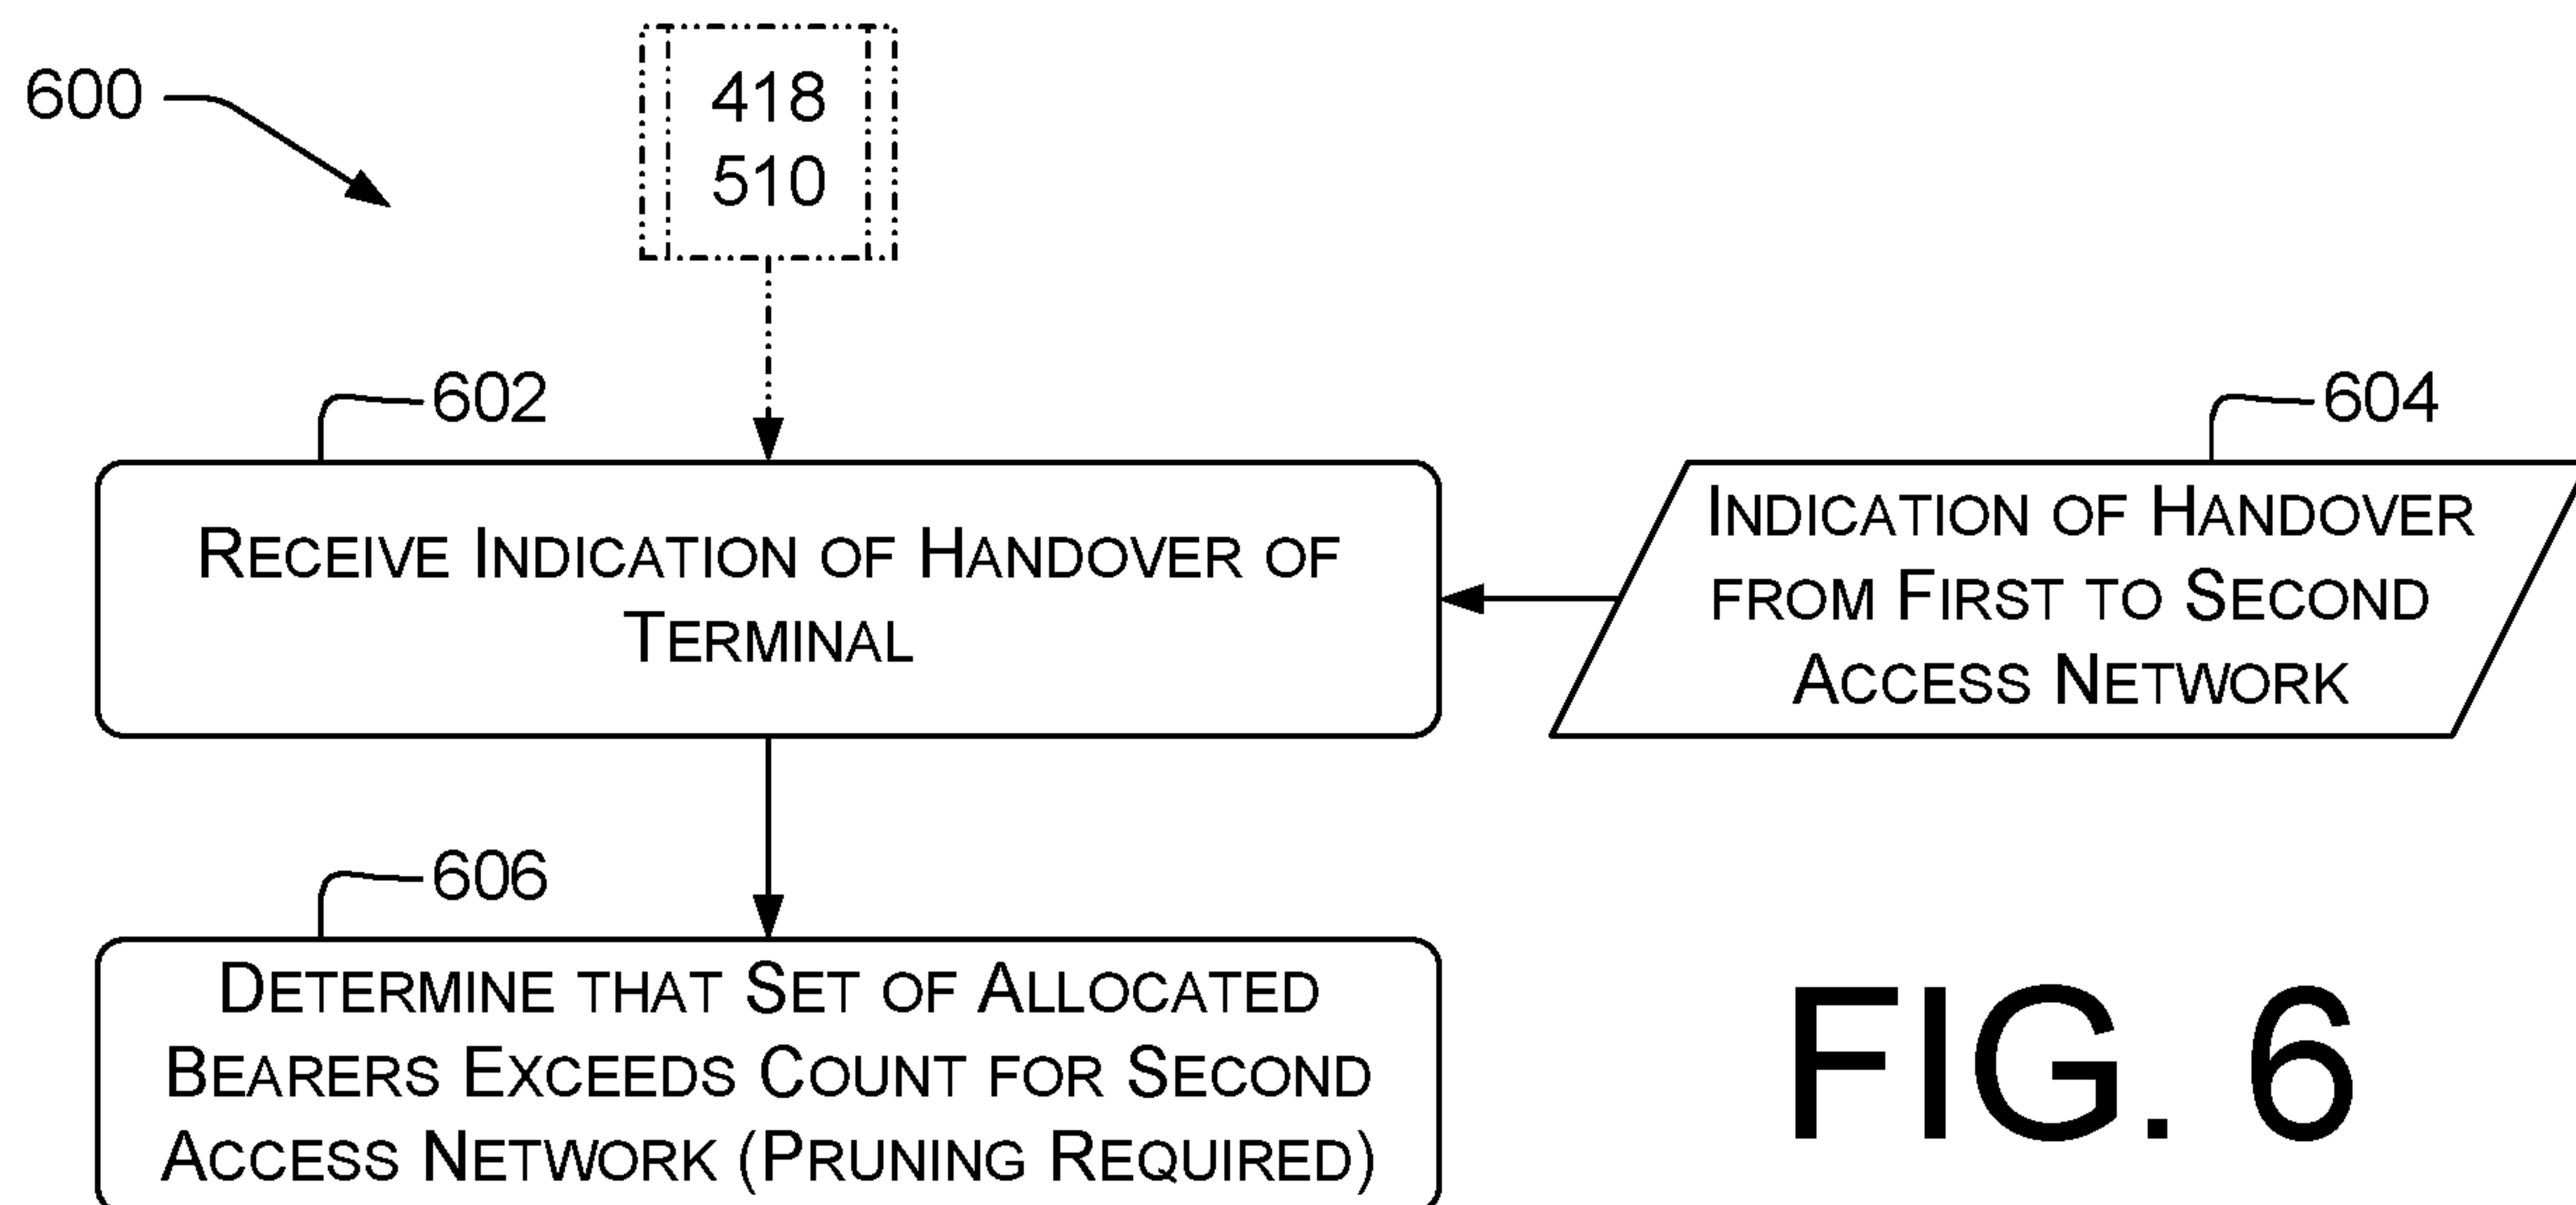 600
418
510
602
604
RECEIVE INDICATION OF HANDOVER OF
TERMINAL
INDICATION OF HANDOVER
FROM FIRST TO SECOND
ACCESS NETWORK
606
DETERMINE THAT SET OF ALLOCATED
BEARERS EXCEEDS COUNT FOR SECOND
ACCESS NETWORK (PRUNING REQUIRED)
FIG. 6